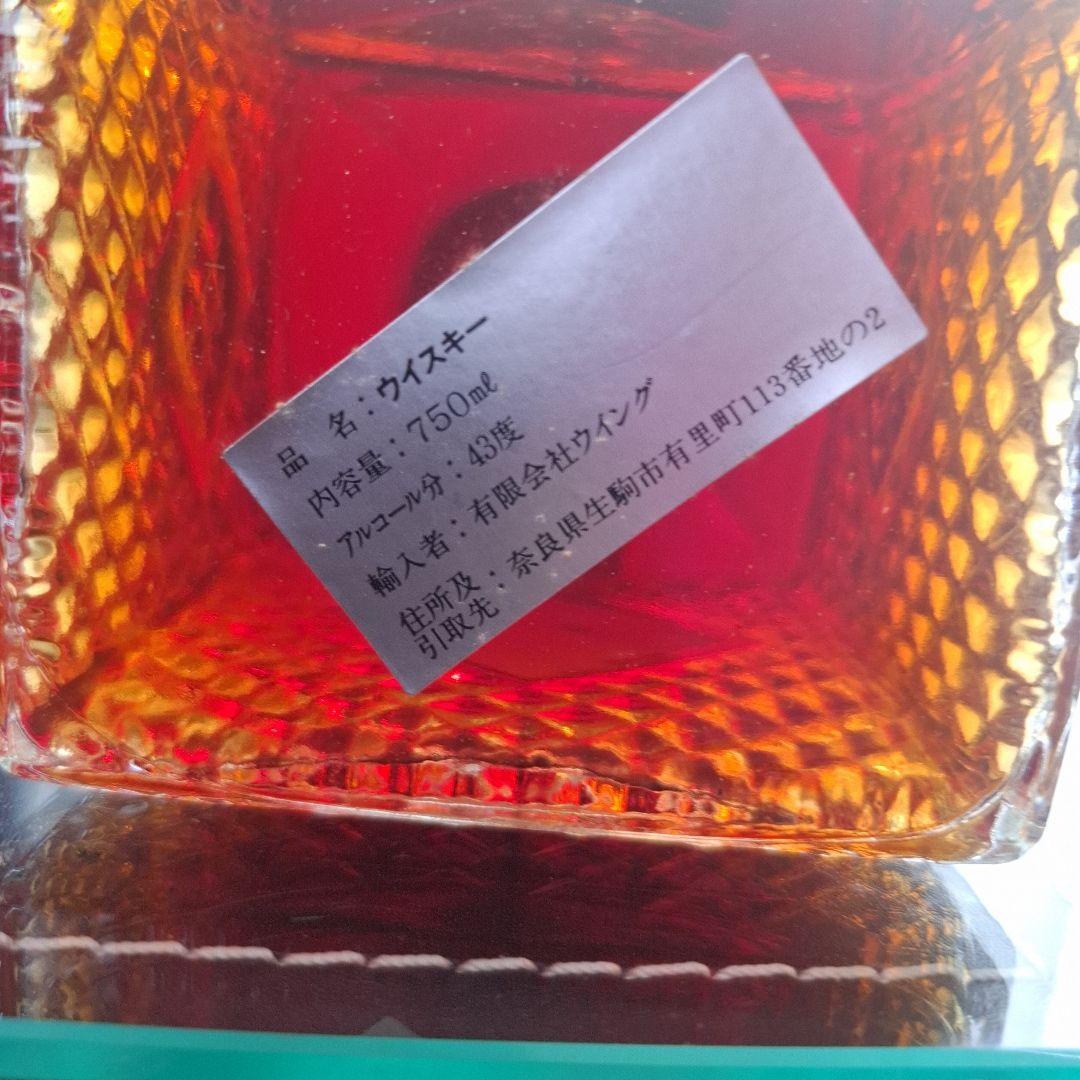 品　名：ウイスキー
内容量：750㎖
アルコール分：43度
輸入者：有限会社ウイング
住所及：奈良県生駒市有里町113番地の2
引取先